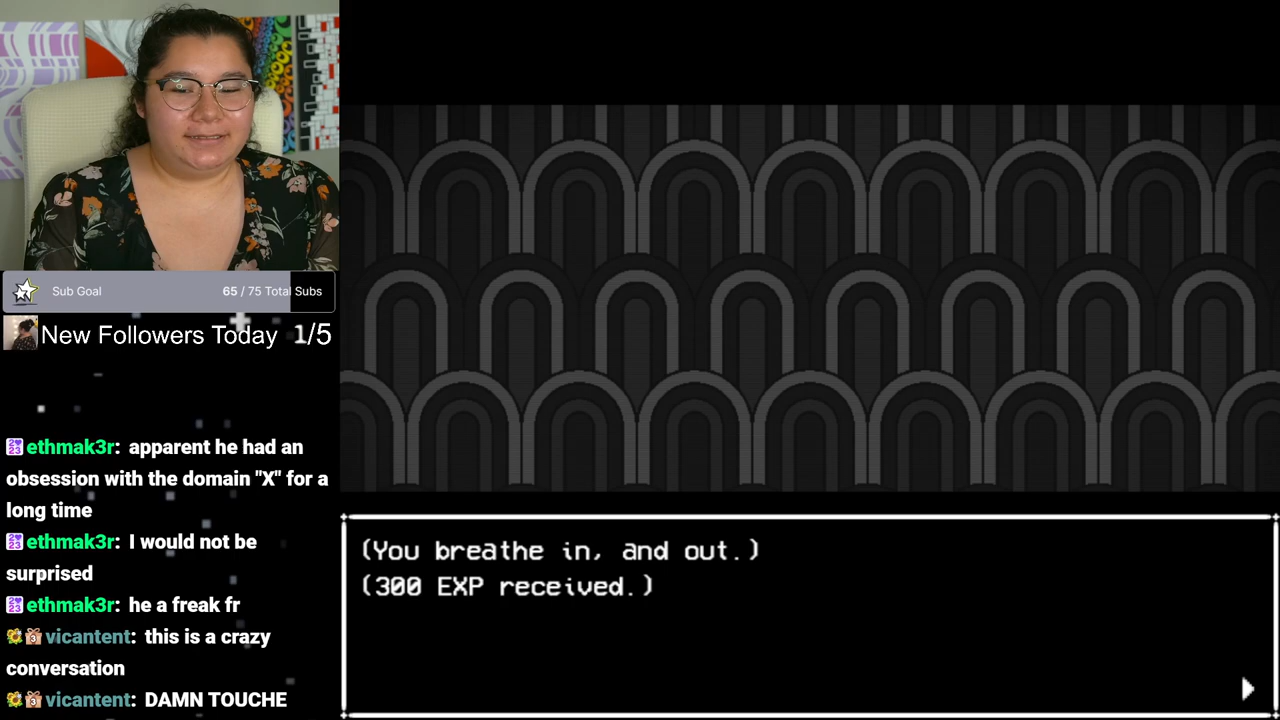 Sub Goal 65 / 75 Total Subs
New Followers Today 1/5
ethmak3r: apparent he had an
obsession with the domain "X" for a
long time
ethmak3r: I would not be
surprised
ethmak3r: he a freak fr
vicantent: this is a crazy
conversation
vicantent: DAMN TOUCHE
(You breathe in, and out.)
(300 EXP received.)